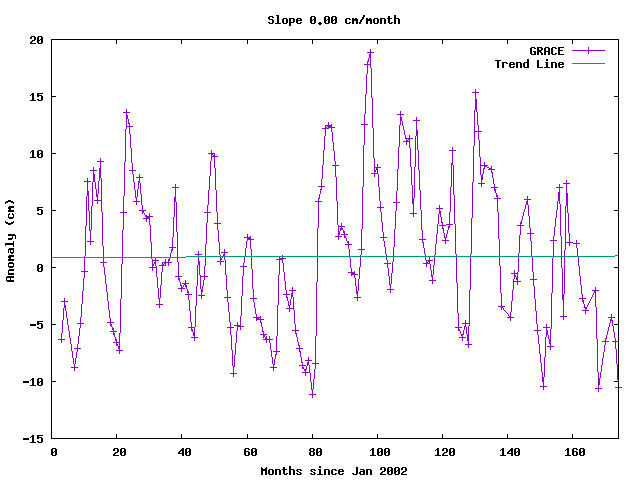 Slope 0.00 cm/month
GRACE
Trend Line
20
15
10
5
0
-5
-10
-15
Anomaly (cm)
0 20 40 60 80 100 120 140 160
Months since Jan 2002